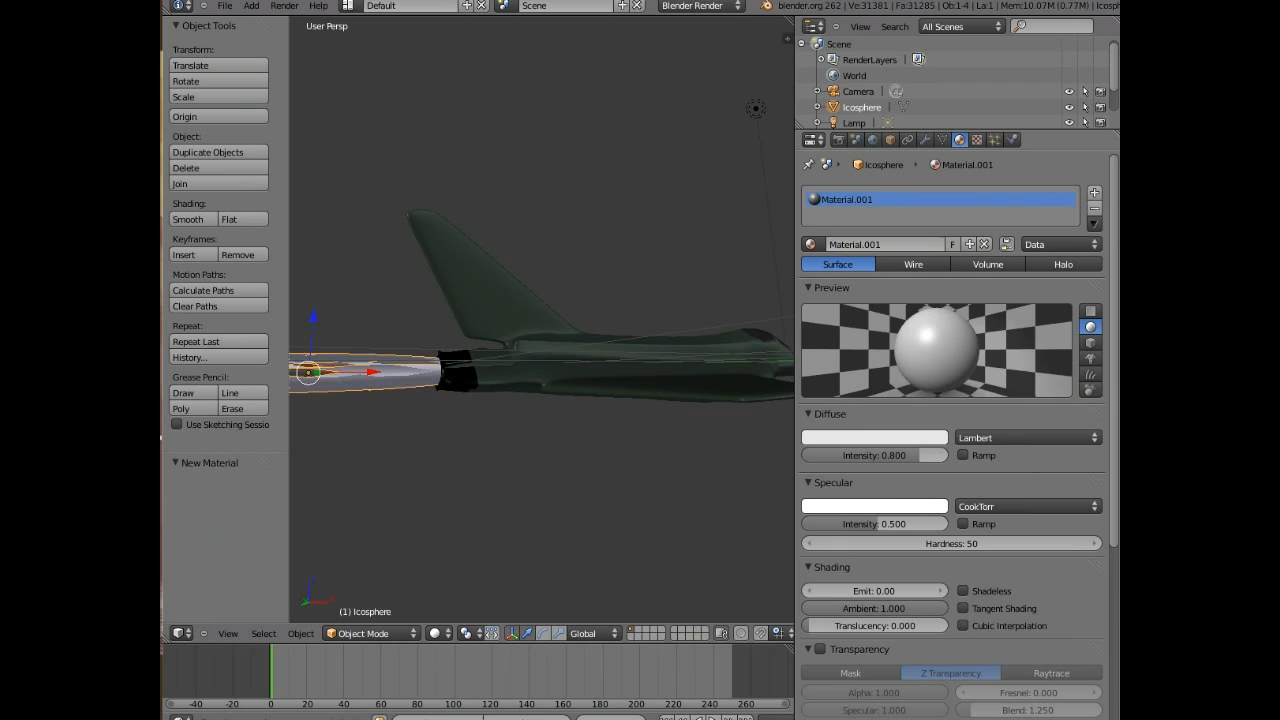 File Add Render Help Default Scene Blender Render blender.org 262 | Ve:31381 | Fa:31285 | Ob:1-4 | La:1 | Mem:10.07M (0.77M) |
Object Tools
Transform:
Translate
Rotate
Scale
Origin
Object:
Duplicate Objects
Delete
Join
Shading:
Smooth Flat
Keyframes:
Insert Remove
Motion Paths:
Calculate Paths
Clear Paths
Repeat:
Repeat Last
History...
Grease Pencil:
Draw Line
Poly Erase
Use Sketching Sessio
New Material
User Persp
(1) Icosphere
View Select Object Object Mode Global
-40 -20 0 20 40 60 80 100 120 140 160 180 200 220 240 260
View Search All Scenes
Scene
RenderLayers |
World
Camera |
Icosphere |
Lamp |
Icosphere Material.001
Material.001
Material.001 F Data
Surface Wire Volume Halo
Preview
Diffuse
Lambert
Intensity: 0.800 Ramp
Specular
CookTorr
Intensity: 0.500 Ramp
Hardness: 50
Shading
Emit: 0.00 Shadeless
Ambient: 1.000 Tangent Shading
Translucency: 0.000 Cubic Interpolation
Transparency
Mask Z Transparency Raytrace
Alpha: 1.000 Fresnel: 0.000
Specular: 1.000 Blend: 1.250